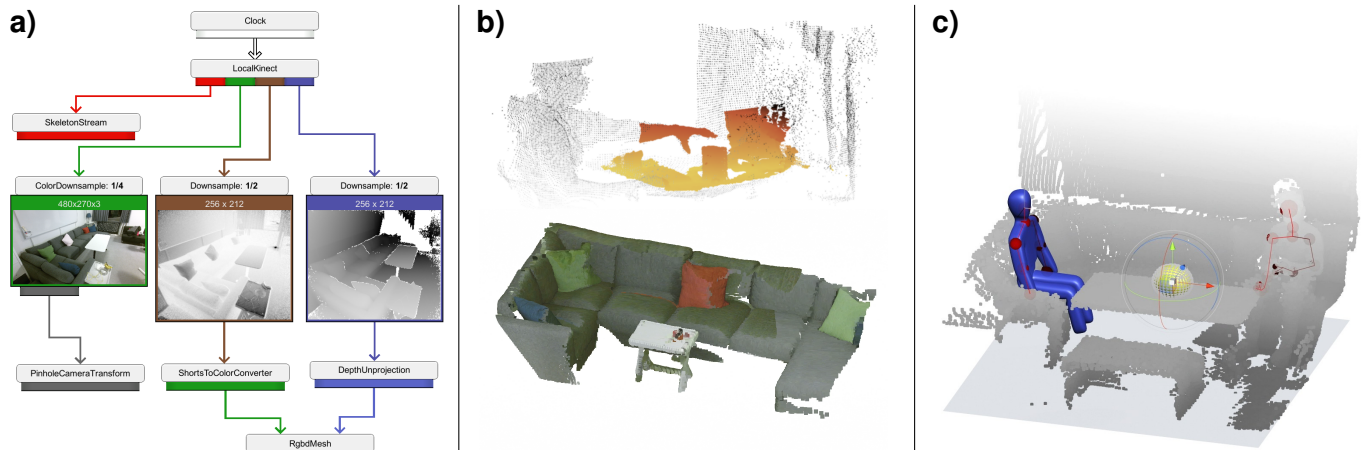 a)
Clock
LocalKinect
SkeletonStream
ColorDownsample: 1/4
Downsample: 1/2
Downsample: 1/2
480x270x3
256 x 212
256 x 212
PinholeCameraTransform
ShortsToColorConverter
DepthUnprojection
RgbdMesh
b)
c)